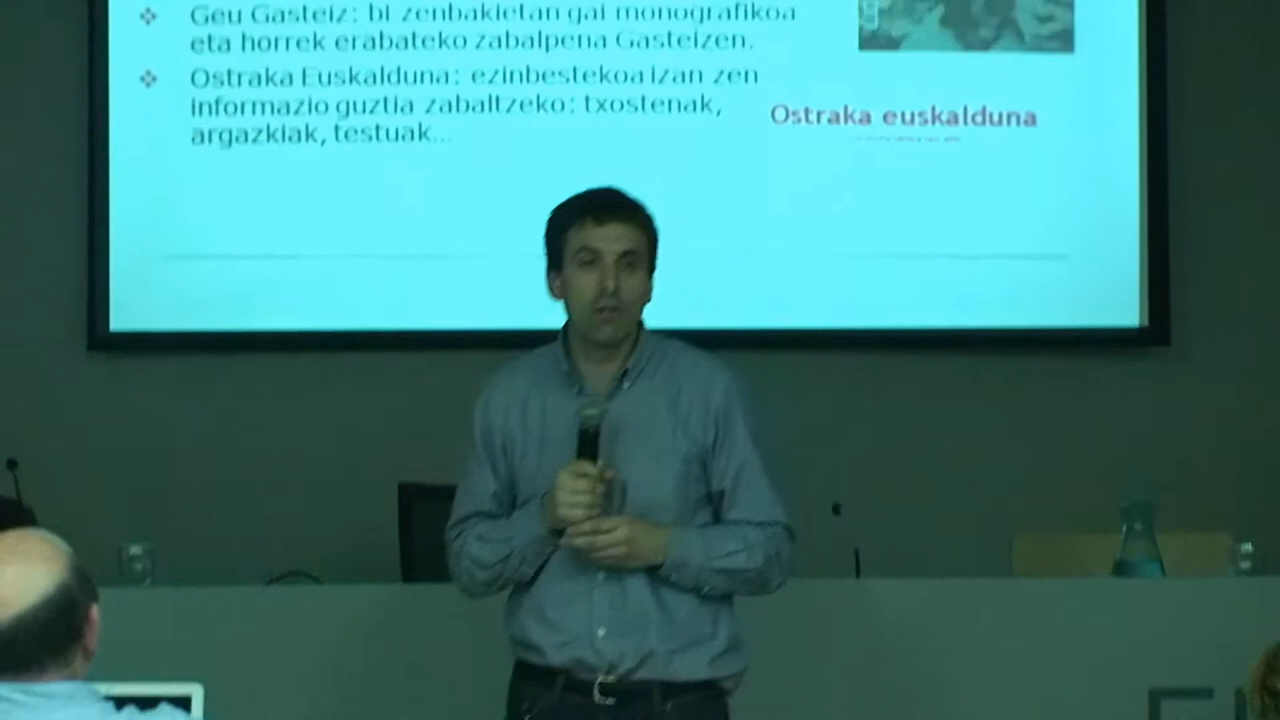 Geu Gasteiz: bi zenbakietan gai monografikoa
eta horrek erabateko zabalpena Gasteizen.
Ostraka Euskalduna: ezinbestekoa izan zen
informazio guztia zabaltzeko: txostenak,
argazkiak, testuak...
Ostraka euskalduna